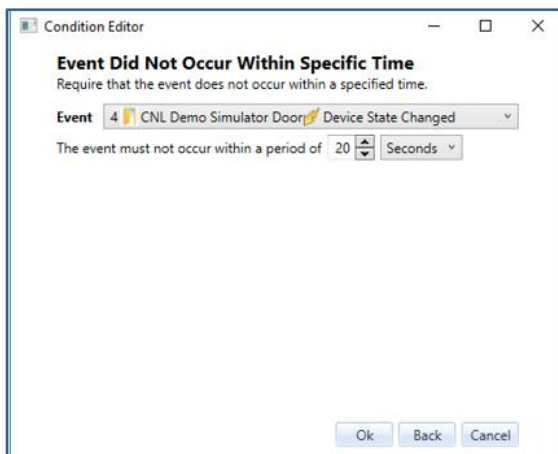 Condition Editor
Event Did Not Occur Within Specific Time
Require that the event does not occur within a specified time.
Event 4 CNL Demo Simulator Door Device State Changed
The event must not occur within a period of 20 Seconds
Ok Back Cancel